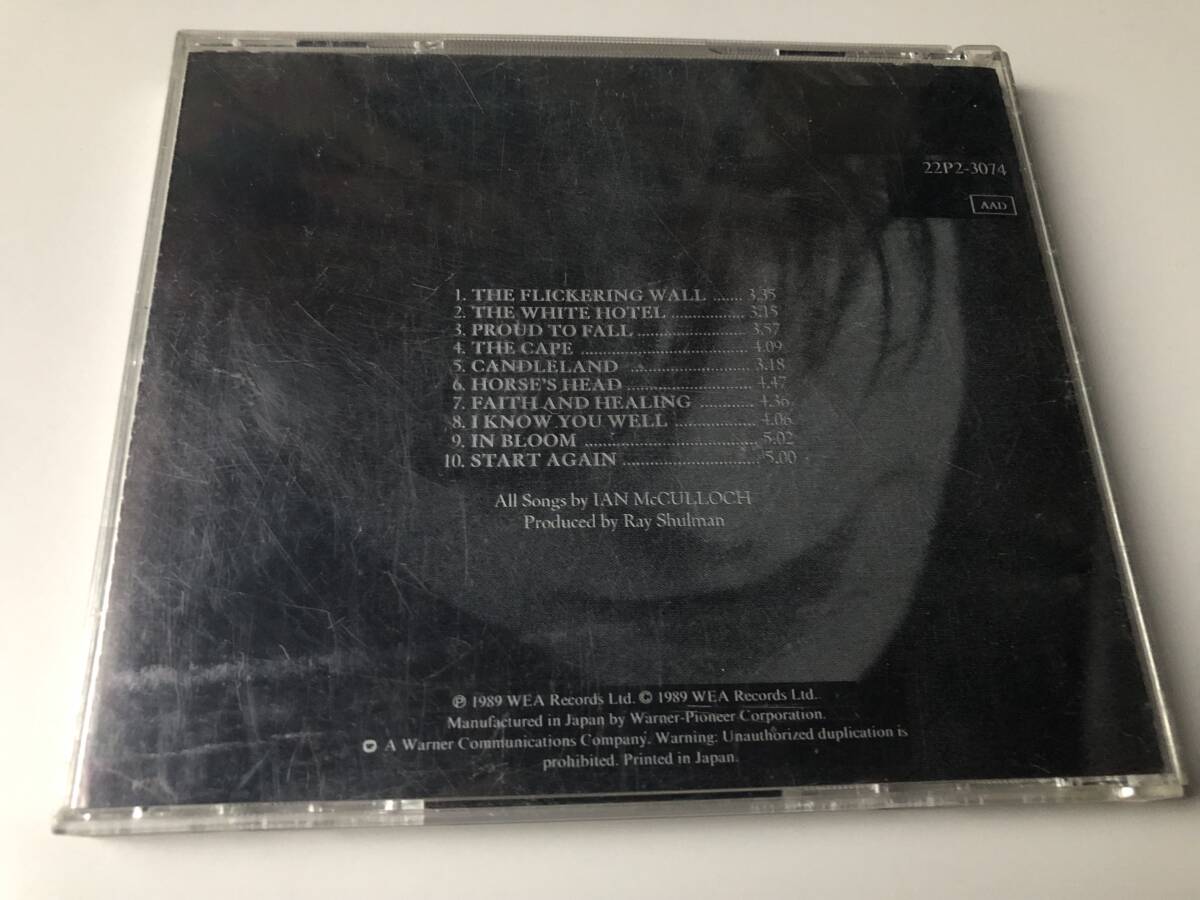 22P2-3074
AAD
1. THE FLICKERING WALL ....... 3.35
2. THE WHITE HOTEL ................ 3.15
3. PROUD TO FALL ....................... 3.57
4. THE CAPE .................................... 4.09
5. CANDLELAND ............................ 3.18
6. HORSE'S HEAD ........................... 4.47
7. FAITH AND HEALING ............ 4.36
8. I KNOW YOU WELL ................. 4.06
9. IN BLOOM ..................................... 5.02
10. START AGAIN .............................. 5.00
All Songs by IAN McCULLOCH
Produced by Ray Shulman
℗ 1989 WEA Records Ltd. © 1989 WEA Records Ltd.
Manufactured in Japan by Warner-Pioneer Corporation.
A Warner Communications Company. Warning: Unauthorized duplication is
prohibited. Printed in Japan.